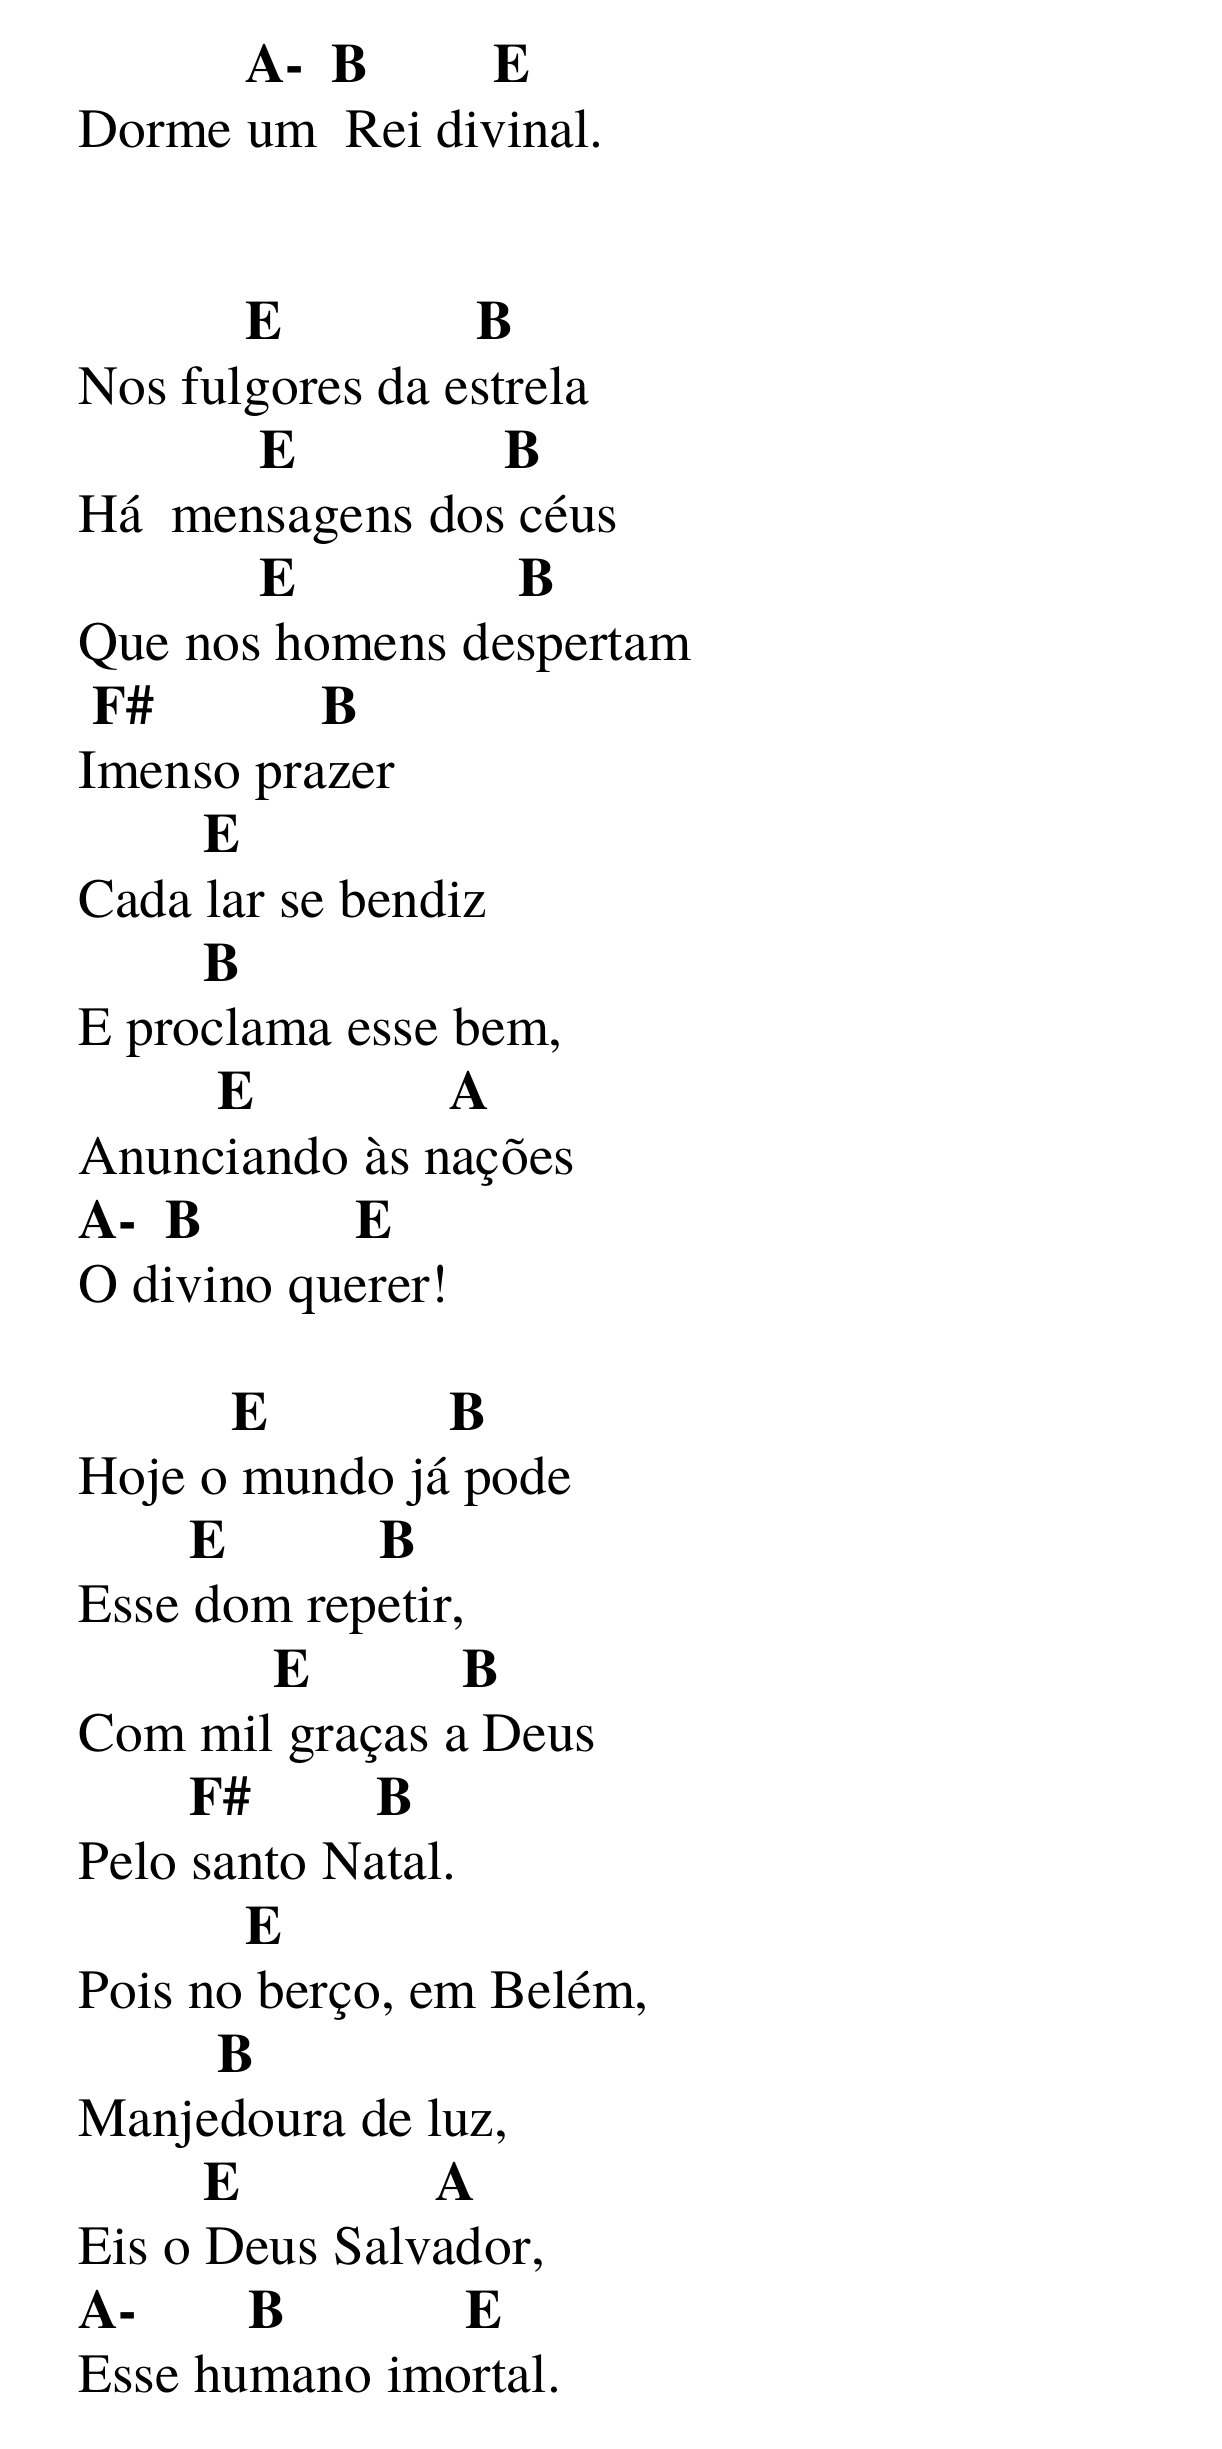 A- B E
Dorme um Rei divinal.
E B
Nos fulgores da estrela
E B
Há mensagens dos céus
E B
Que nos homens despertam
F# B
Imenso prazer
E
Cada lar se bendiz
B
E proclama esse bem,
E A
Anunciando às nações
A- B E
O divino querer!
E B
Hoje o mundo já pode
E B
Esse dom repetir,
E B
Com mil graças a Deus
F# B
Pelo santo Natal.
E
Pois no berço, em Belém,
B
Manjedoura de luz,
E A
Eis o Deus Salvador,
A- B E
Esse humano imortal.